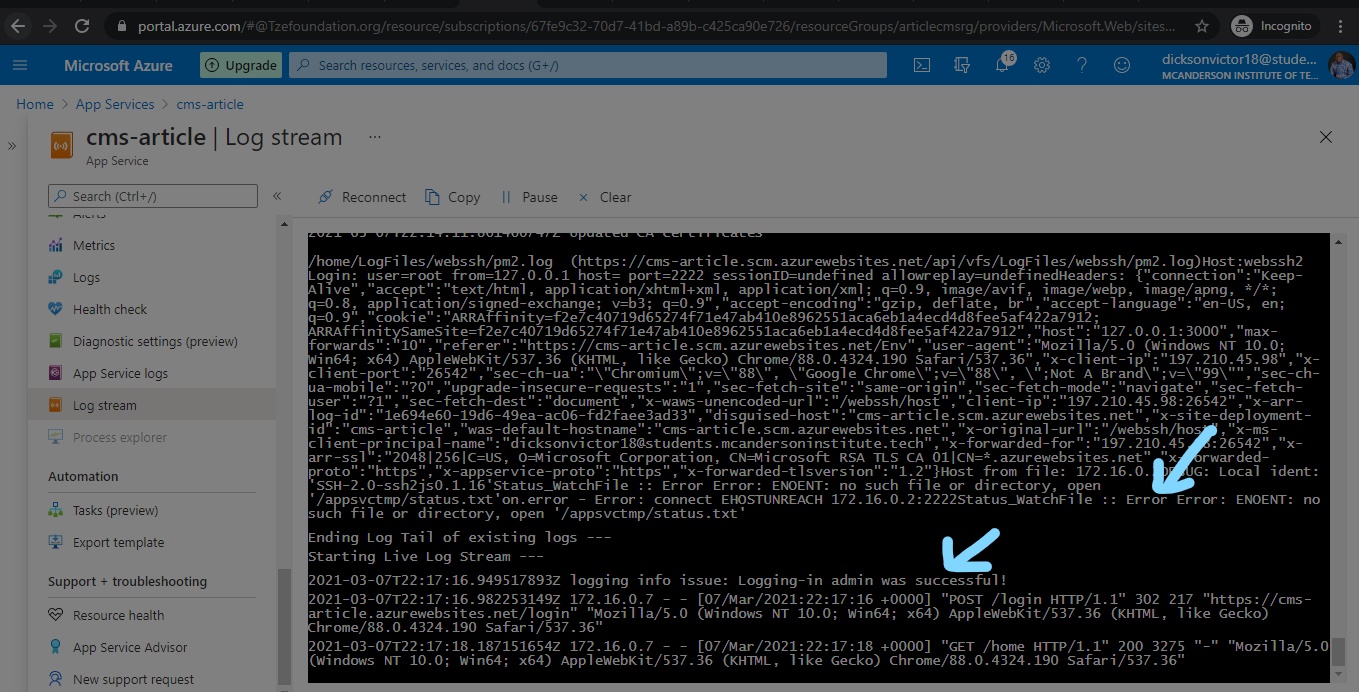 portal.azure.com/#@Tzefoundation.org/resource/subscriptions/67fe9c32-70d7-41bd-a89b-c425ca90e726/resourceGroups/articlecmsrg/providers/Microsoft.Web/sites...
Incognito
Microsoft Azure
Upgrade
Search resources, services, and docs (G+/)
16
dicksonvictor18@stude...
MCANDERSON INSTITUTE OF TE...
Home > App Services > cms-article
cms-article | Log stream ...
App Service
Search (Ctrl+/)
Alerts
Metrics
Logs
Health check
Diagnostic settings (preview)
App Service logs
Log stream
Process explorer
Automation
Tasks (preview)
Export template
Support + troubleshooting
Resource health
App Service Advisor
New support request
Reconnect Copy Pause Clear
/home/LogFiles/webssh/pm2.log (https://cms-article.scm.azurewebsites.net/api/vfs/LogFiles/webssh/pm2.log)Host:webssh2
Login: user=root from=127.0.0.1 host= port=2222 sessionID=undefined allowreplay=undefinedHeaders: {"connection":"Keep-
Alive","accept":"text/html, application/xhtml+xml, application/xml; q=0.9, image/avif, image/webp, image/apng, */*;
q=0.8, application/signed-exchange; v=b3; q=0.9","accept-encoding":"gzip, deflate, br","accept-language":"en-US, en;
q=0.9","cookie":"ARRAffinity=f2e7c40719d65274f71e47ab410e8962551aca6eb1a4ecd4d8fee5af422a7912;
ARRAffinitySameSite=f2e7c40719d65274f71e47ab410e8962551aca6eb1a4ecd4d8fee5af422a7912","host":"127.0.0.1:3000","max-
forwards":"10","referer":"https://cms-article.scm.azurewebsites.net/Env","user-agent":"Mozilla/5.0 (Windows NT 10.0;
Win64; x64) AppleWebKit/537.36 (KHTML, like Gecko) Chrome/88.0.4324.190 Safari/537.36","x-client-ip":"197.210.45.98","x-
client-port":"26542","sec-ch-ua":"\"Chromium\";v=\"88\", \"Google Chrome\";v=\"88\", \";Not A Brand\";v=\"99\"","sec-ch-
ua-mobile":"?0","upgrade-insecure-requests":"1","sec-fetch-site":"same-origin","sec-fetch-mode":"navigate","sec-fetch-
user":"?1","sec-fetch-dest":"document","x-waws-unencoded-url":"/webssh/host","client-ip":"197.210.45.98:26542","x-arr-
log-id":"1e694e60-19d6-49ea-ac06-fd2faee3ad33","disguised-host":"cms-article.scm.azurewebsites.net","x-site-deployment-
id":"cms-article","was-default-hostname":"cms-article.scm.azurewebsites.net","x-original-url":"/webssh/host","x-ms-
client-principal-name":"dicksonvictor18@students.mcandersoninstitute.tech","x-forwarded-for":"197.210.45.98:26542","x-
arr-ssl":"2048|256|C=US, O=Microsoft Corporation, CN=Microsoft RSA TLS CA 01|CN=*.azurewebsites.net","x-forwarded-
proto":"https","x-appservice-proto":"https","x-forwarded-tlsversion":"1.2"}Host from file: 172.16.0. Local ident:
'SSH-2.0-ssh2js0.1.16'Status_WatchFile :: Error Error: ENOENT: no such file or directory, open
'/appsvctmp/status.txt'on.error - Error: connect EHOSTUNREACH 172.16.0.2:2222Status_WatchFile :: Error Error: ENOENT: no
such file or directory, open '/appsvctmp/status.txt'
Ending Log Tail of existing logs ---
Starting Live Log Stream ---
2021-03-07T22:17:16.949517893Z logging info issue: Logging-in admin was successful!
2021-03-07T22:17:16.982253149Z 172.16.0.7 - - [07/Mar/2021:22:17:16 +0000] "POST /login HTTP/1.1" 302 217 "https://cms-
article.azurewebsites.net/login" "Mozilla/5.0 (Windows NT 10.0; Win64; x64) AppleWebKit/537.36 (KHTML, like Gecko)
Chrome/88.0.4324.190 Safari/537.36"
2021-03-07T22:17:18.187151654Z 172.16.0.7 - - [07/Mar/2021:22:17:18 +0000] "GET /home HTTP/1.1" 200 3275 "-" "Mozilla/5.0
(Windows NT 10.0; Win64; x64) AppleWebKit/537.36 (KHTML, like Gecko) Chrome/88.0.4324.190 Safari/537.36"